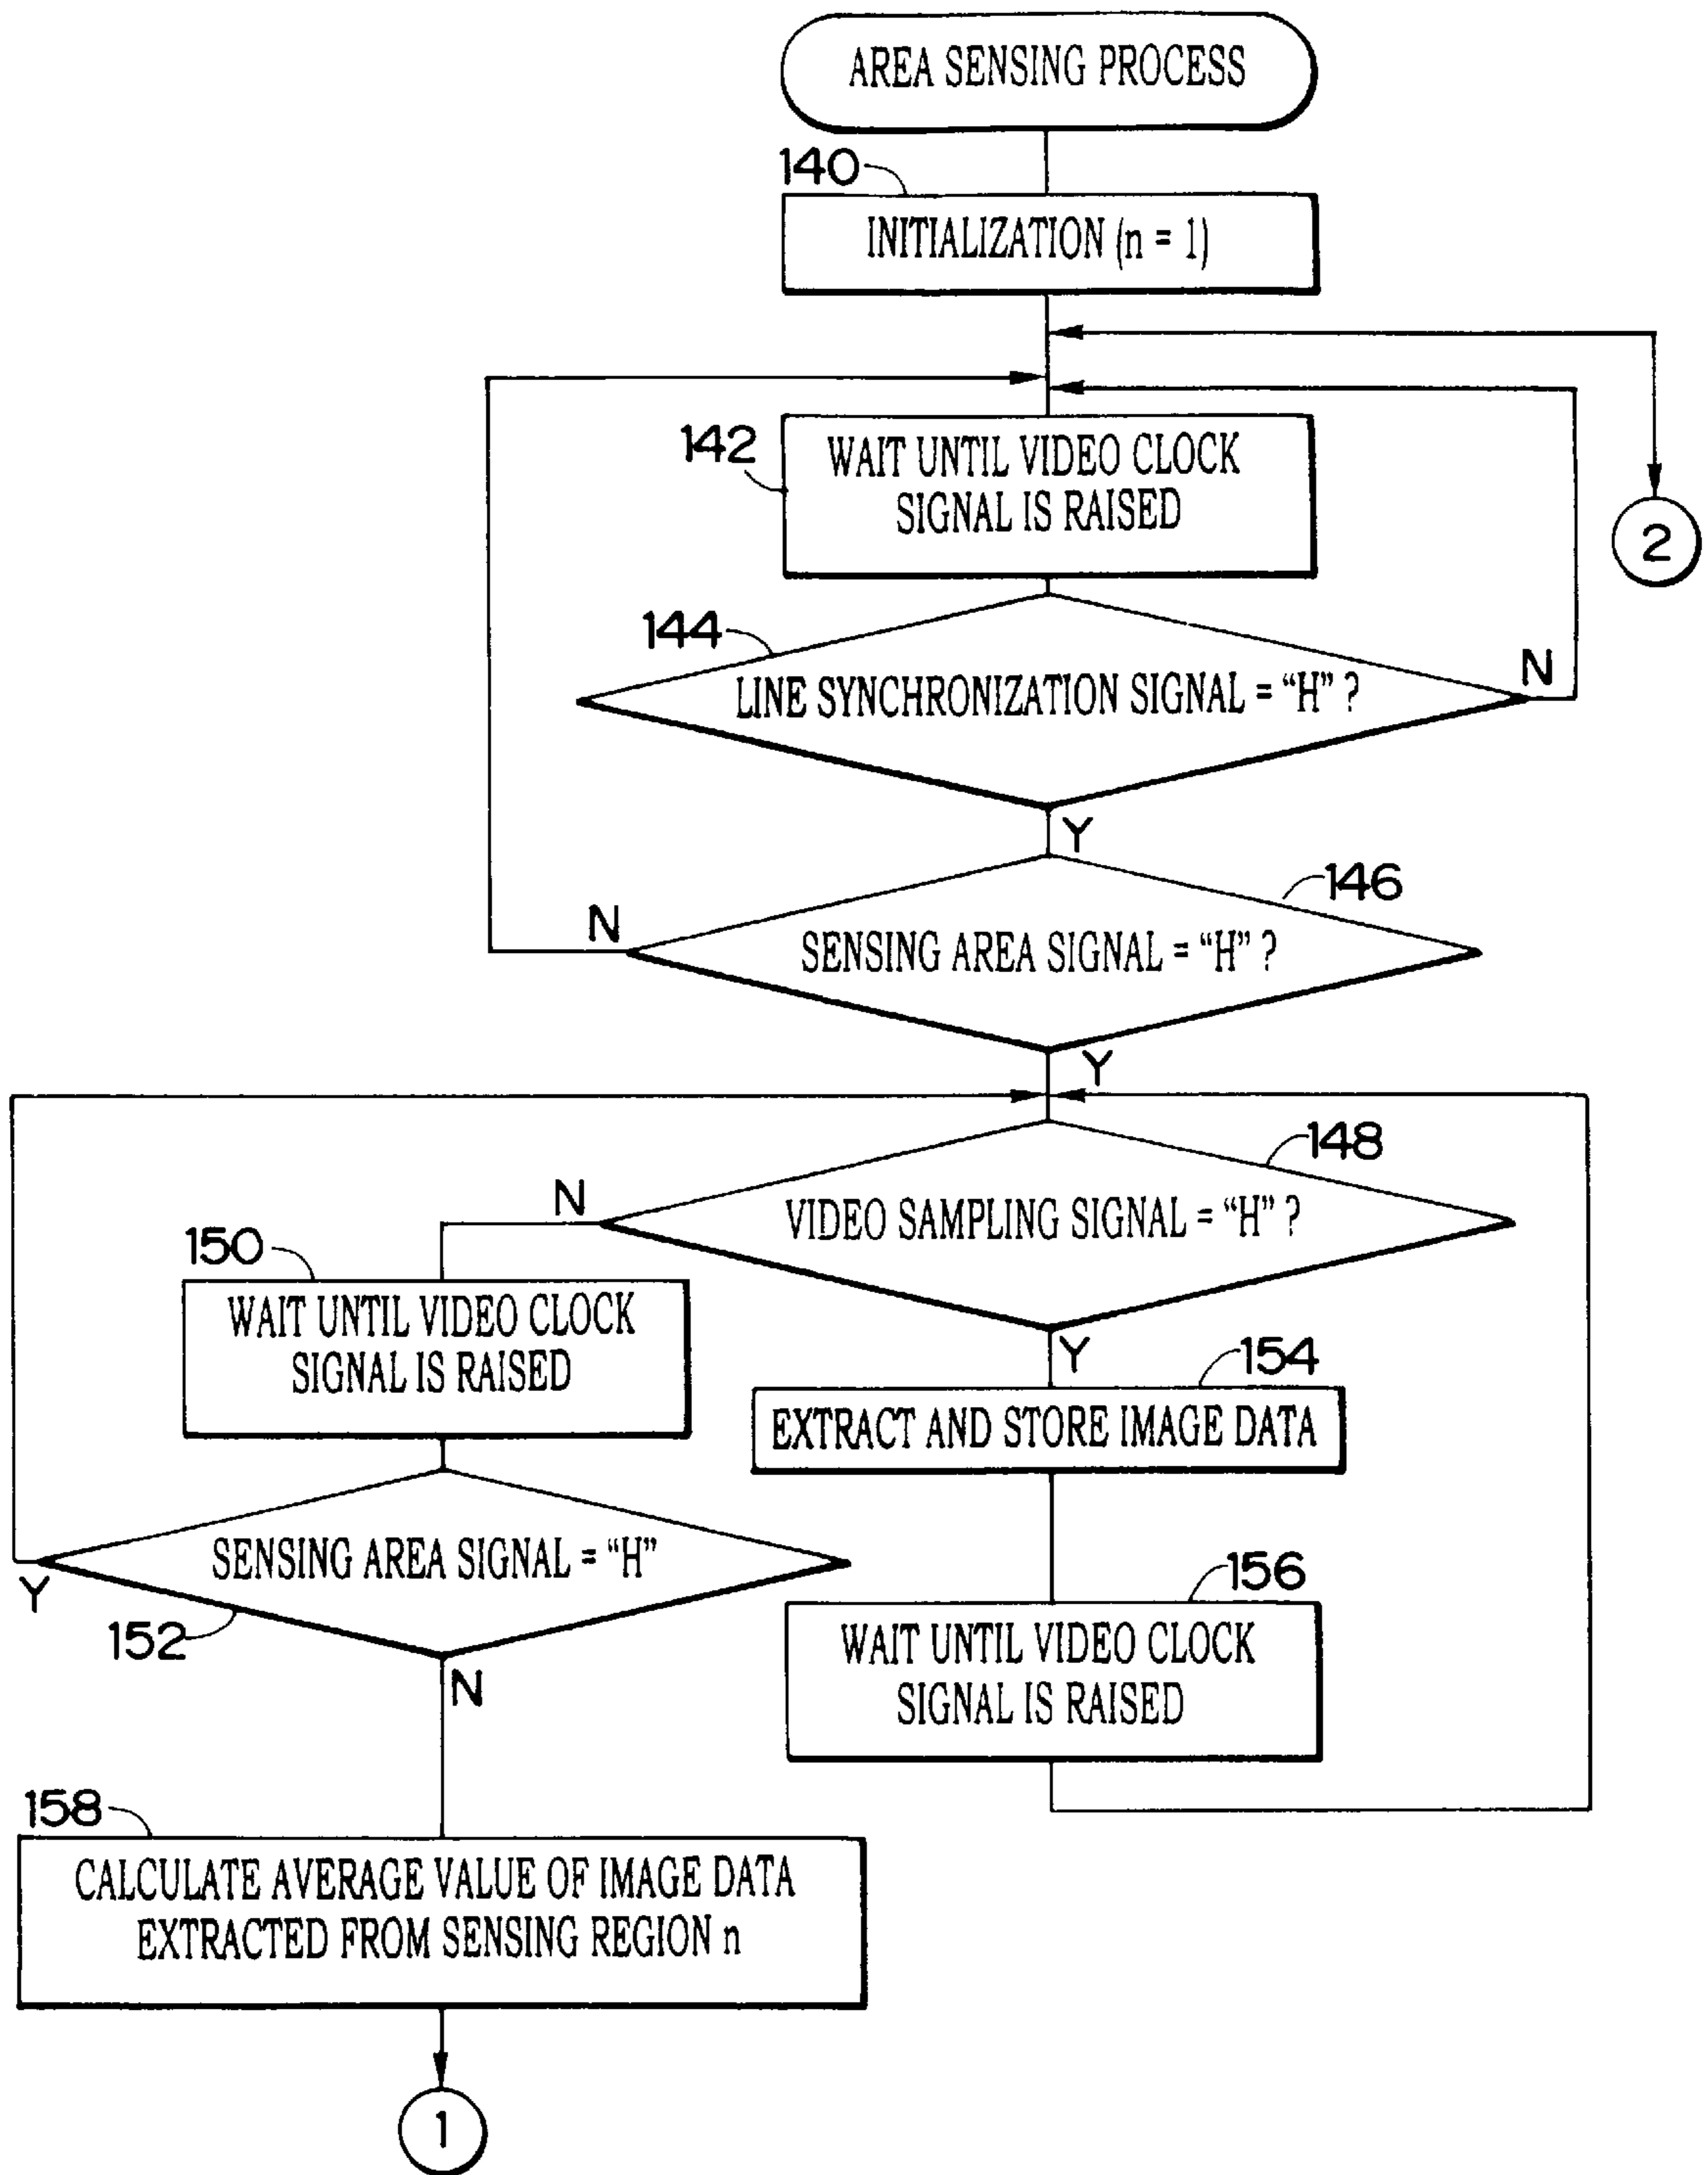 AREA SENSING PROCESS
140
INITIALIZATION (n = 1)
142
WAIT UNTIL VIDEO CLOCK
SIGNAL IS RAISED
2
144
LINE SYNCHRONIZATION SIGNAL = “H” ?
N
Y
146
N
SENSING AREA SIGNAL = “H” ?
Y
148
N
VIDEO SAMPLING SIGNAL = “H” ?
150
WAIT UNTIL VIDEO CLOCK
SIGNAL IS RAISED
Y
154
EXTRACT AND STORE IMAGE DATA
SENSING AREA SIGNAL = “H”
Y
152
N
156
WAIT UNTIL VIDEO CLOCK
SIGNAL IS RAISED
158
CALCULATE AVERAGE VALUE OF IMAGE DATA
EXTRACTED FROM SENSING REGION n
1